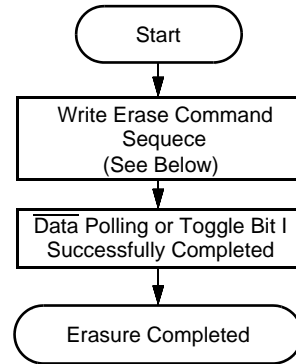 Start
Write Erase Command
Sequece
(See Below)
Data Polling or Toggle Bit I
Successfully Completed
Erasure Completed